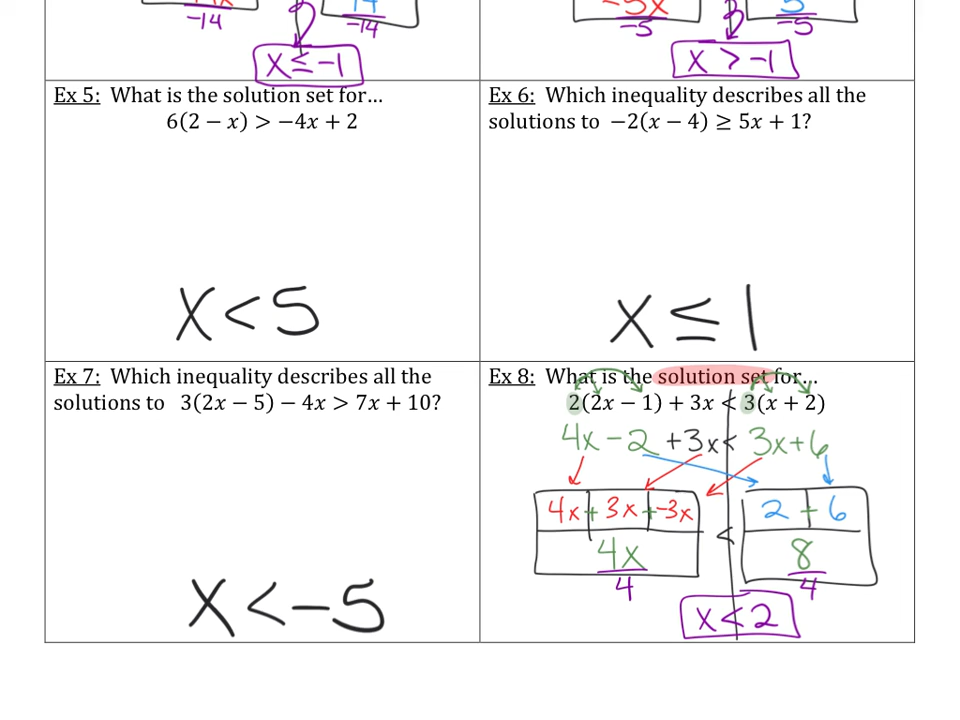 -14
-14
x ≤ -1
-5x
-5
5
-5
x > -1
Ex 5: What is the solution set for…
6(2 − x) > −4x + 2
x < 5
Ex 6: Which inequality describes all the
solutions to −2(x − 4) ≥ 5x + 1?
x ≤ 1
Ex 7: Which inequality describes all the
solutions to 3(2x − 5) − 4x > 7x + 10?
x < -5
Ex 8: What is the solution set for…
2(2x − 1) + 3x < 3(x + 2)
4x - 2 + 3x < 3x + 6
4x + 3x + -3x < 2 + 6
4x 8
4 4
x < 2